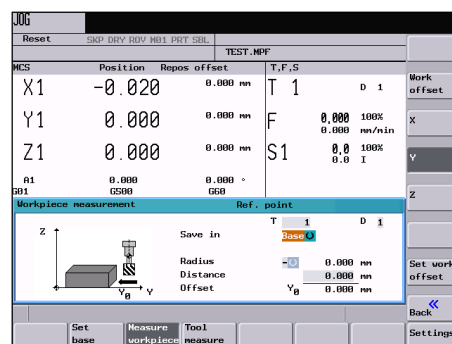 JOG
Reset SKP DRY ROV M01 PRT SBL
TEST.MPF
MCS Position Repos offset T,F,S
Work
offset
X1 -0.020 0.000 mm T 1 D 1
X
Y1 0.000 0.000 mm F 0,000 100%
0.000 mm/min
Y
Z1 0.000 0.000 mm S1 0,0 100%
0.0 I
A1 0.000 0.000 °
G01 G500 G60
Z
Workpiece measurement Ref. point
T 1 D 1
Z
Save in Base
Radius - 0.000 mm
Distance 0.000 mm
Offset Y0 0.000 mm
Y0 Y
Set work
offset
«
Back
Set
base
Measure
workpiece
Tool
measure
Settings